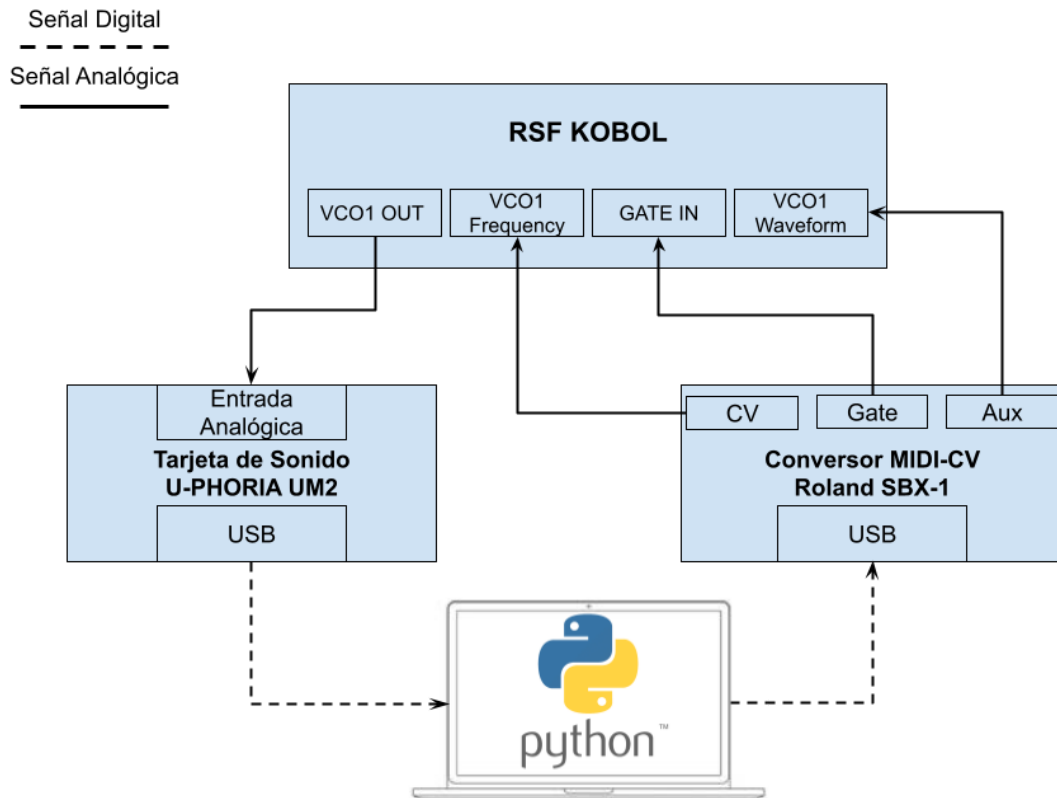 Señal Digital
Señal Analógica
RSF KOBOL
VCO1 OUT
VCO1
Frequency
GATE IN
VCO1
Waveform
Entrada
Analógica
Tarjeta de Sonido
U-PHORIA UM2
USB
CV
Gate
Aux
Conversor MIDI-CV
Roland SBX-1
USB
python™